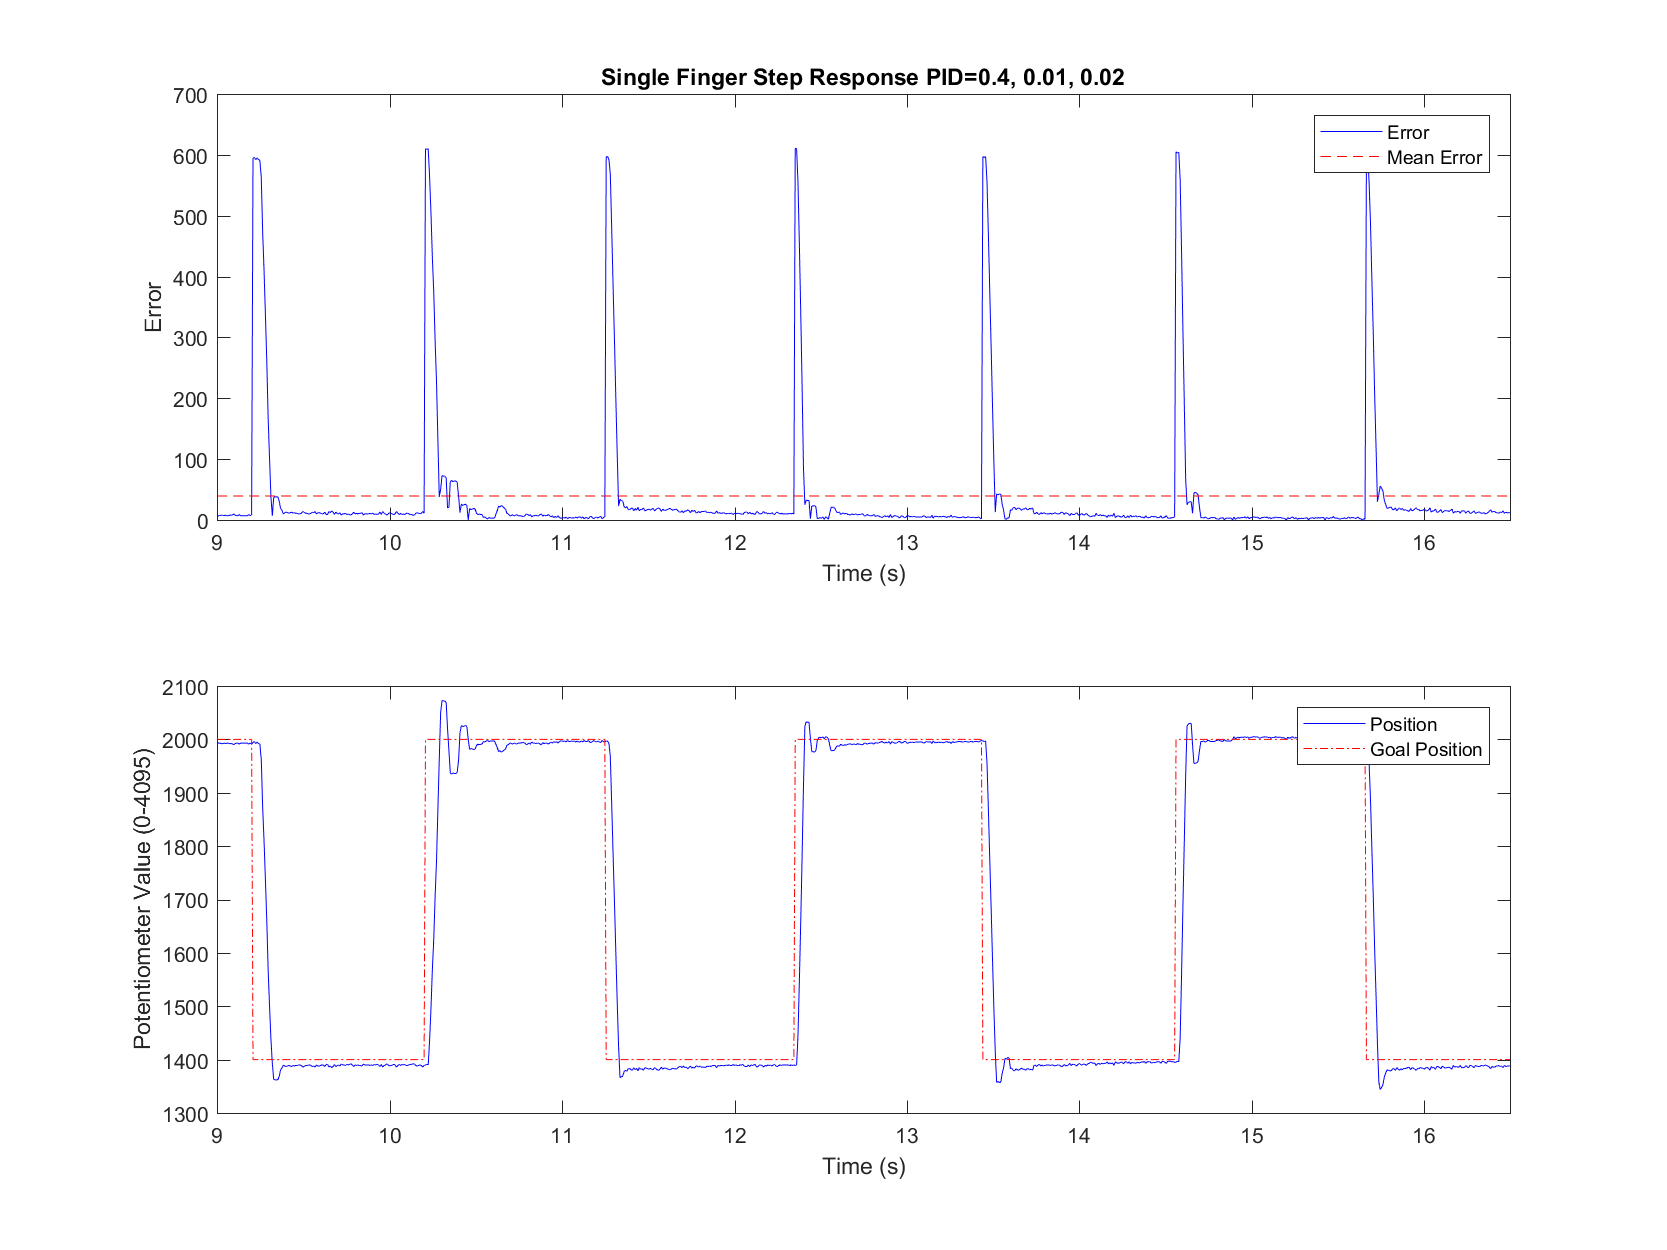 Single Finger Step Response PID=0.4, 0.01, 0.02
700
600
500
400
300
200
100
0
Error
Error
Mean Error
9 10 11 12 13 14 15 16
Time (s)
2100
2000
1900
1800
1700
1600
1500
1400
1300
Potentiometer Value (0-4095)
Position
Goal Position
9 10 11 12 13 14 15 16
Time (s)